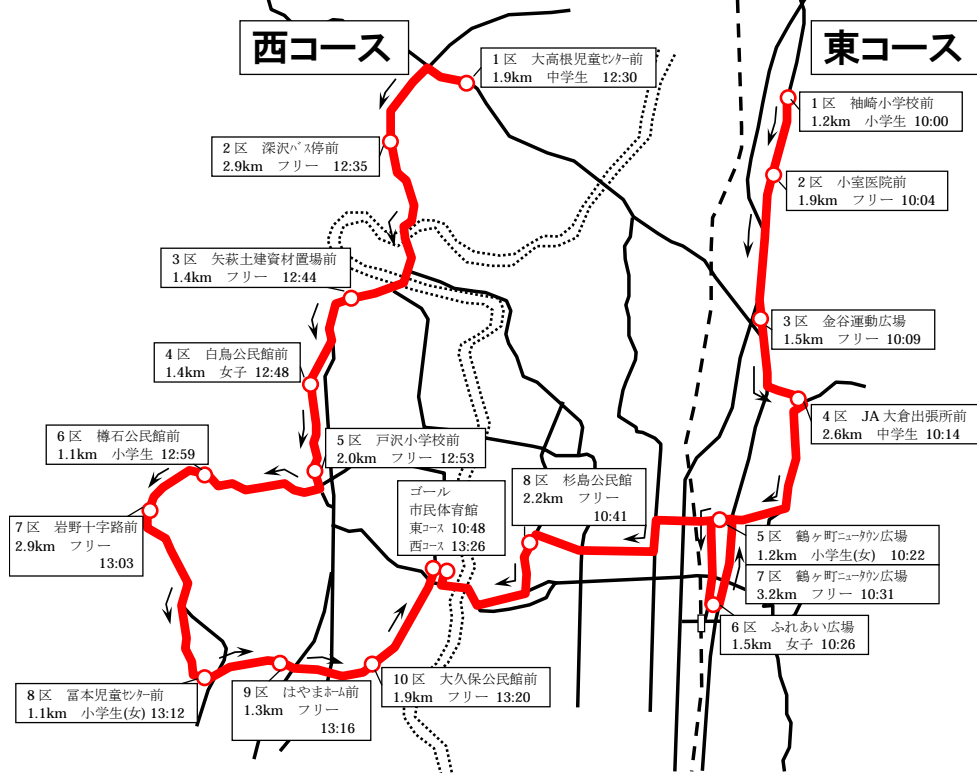 西コース
1 区 大高根児童ｾﾝﾀｰ前
1.9km 中学生 12:30
2 区 深沢ﾊﾞｽ停前
2.9km フリー 12:35
3 区 矢萩土建資材置場前
1.4km フリー 12:44
4 区 白鳥公民館前
1.4km 女子 12:48
5 区 戸沢小学校前
2.0km フリー 12:53
6 区 樽石公民館前
1.1km 小学生 12:59
7 区 岩野十字路前
2.9km フリー
13:03
8 区 冨本児童ｾﾝﾀｰ前
1.1km 小学生(女) 13:12
9 区 はやまﾎｰﾑ前
1.3km フリー
13:16
10 区 大久保公民館前
1.9km フリー 13:20
ゴール
市民体育館
東ｺｰｽ 10:48
西ｺｰｽ 13:26
東コース
1 区 袖崎小学校前
1.2km 小学生 10:00
2 区 小室医院前
1.9km フリー 10:04
3 区 金谷運動広場
1.5km フリー 10:09
4 区 JA 大倉出張所前
2.6km 中学生 10:14
5 区 鶴ヶ町ﾆｭｰﾀｳﾝ広場
1.2km 小学生(女) 10:22
6 区 ふれあい広場
1.5km 女子 10:26
7 区 鶴ヶ町ﾆｭｰﾀｳﾝ広場
3.2km フリー 10:31
8 区 杉島公民館
2.2km フリー
10:41